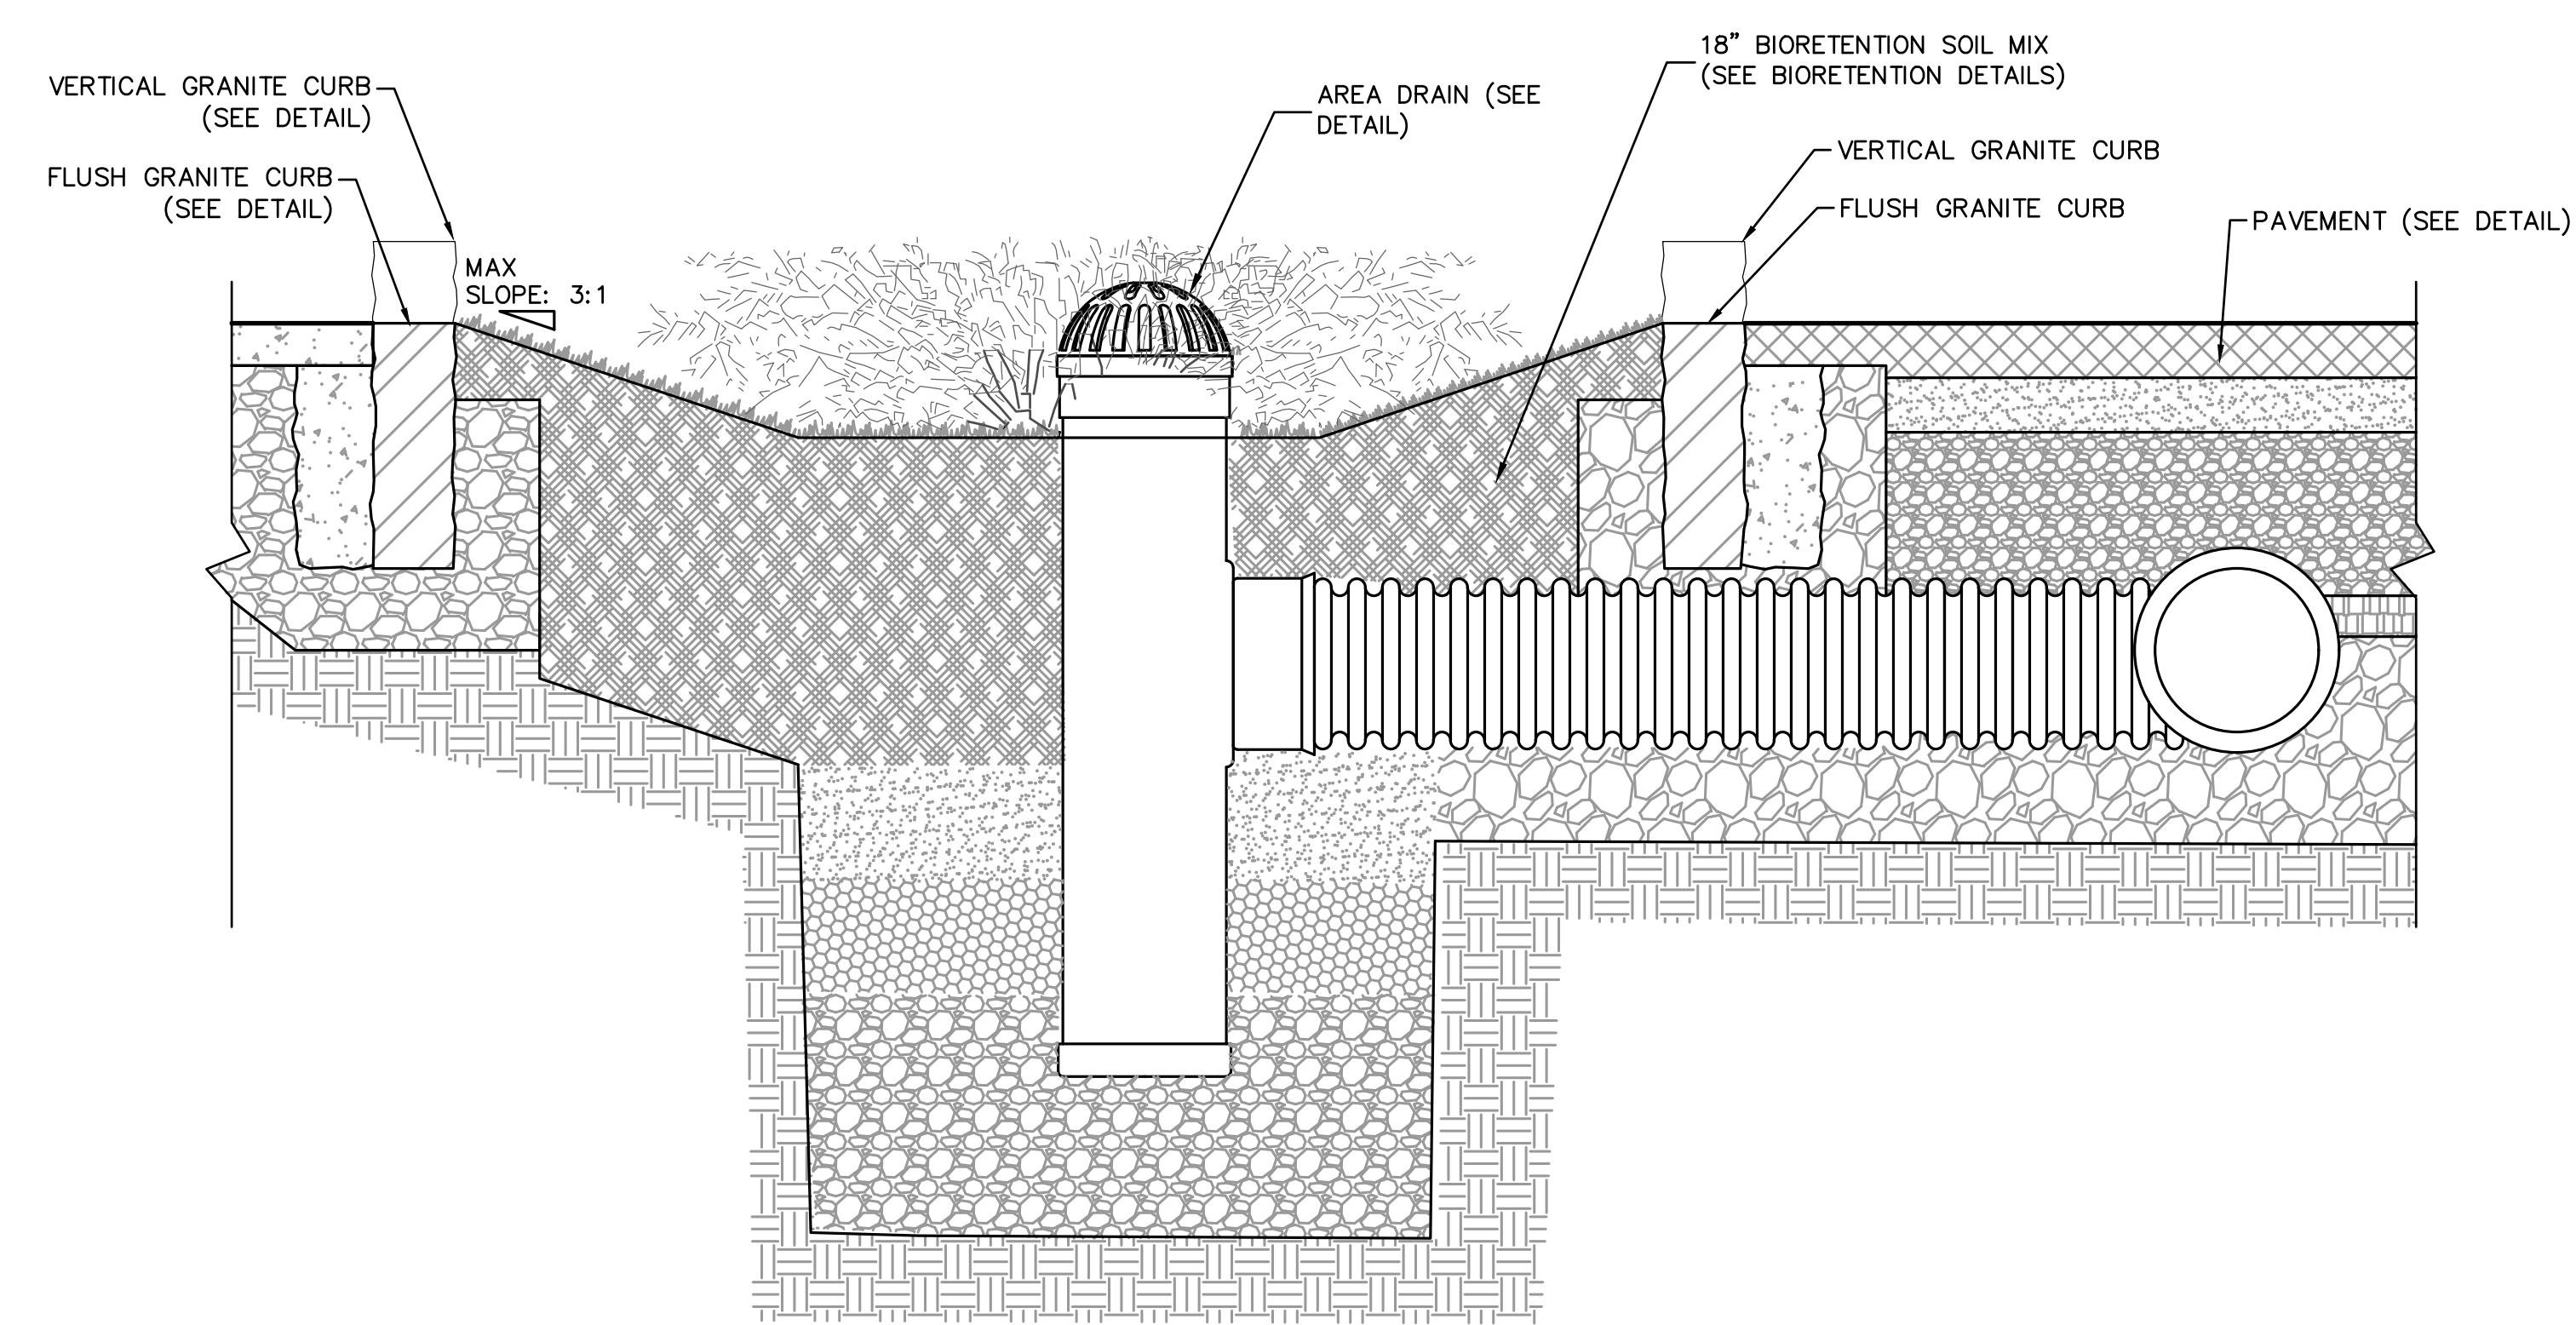 VERTICAL GRANITE CURB
(SEE DETAIL)
FLUSH GRANITE CURB
(SEE DETAIL)
MAX
SLOPE: 3:1
AREA DRAIN (SEE
DETAIL)
18” BIORETENTION SOIL MIX
(SEE BIORETENTION DETAILS)
VERTICAL GRANITE CURB
FLUSH GRANITE CURB
PAVEMENT (SEE DETAIL)